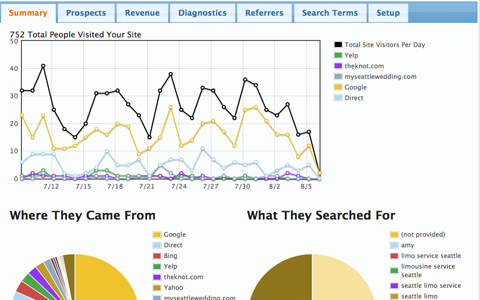 Summary Prospects Revenue Diagnostics Referrers Search Terms Setup
752 Total People Visited Your Site
50
40
30
20
10
0
7/12 7/15 7/18 7/21 7/24 7/27 7/30 8/2 8/5
Total Site Visitors Per Day
Yelp
theknot.com
myseattlewedding.com
Google
Direct
Where They Came From
Google
Direct
Bing
Yelp
theknot.com
Yahoo
myseattlewedding.com
What They Searched For
(not provided)
amy
limo service seattle
limousine service
seattle
seattle limo service
seattle limo